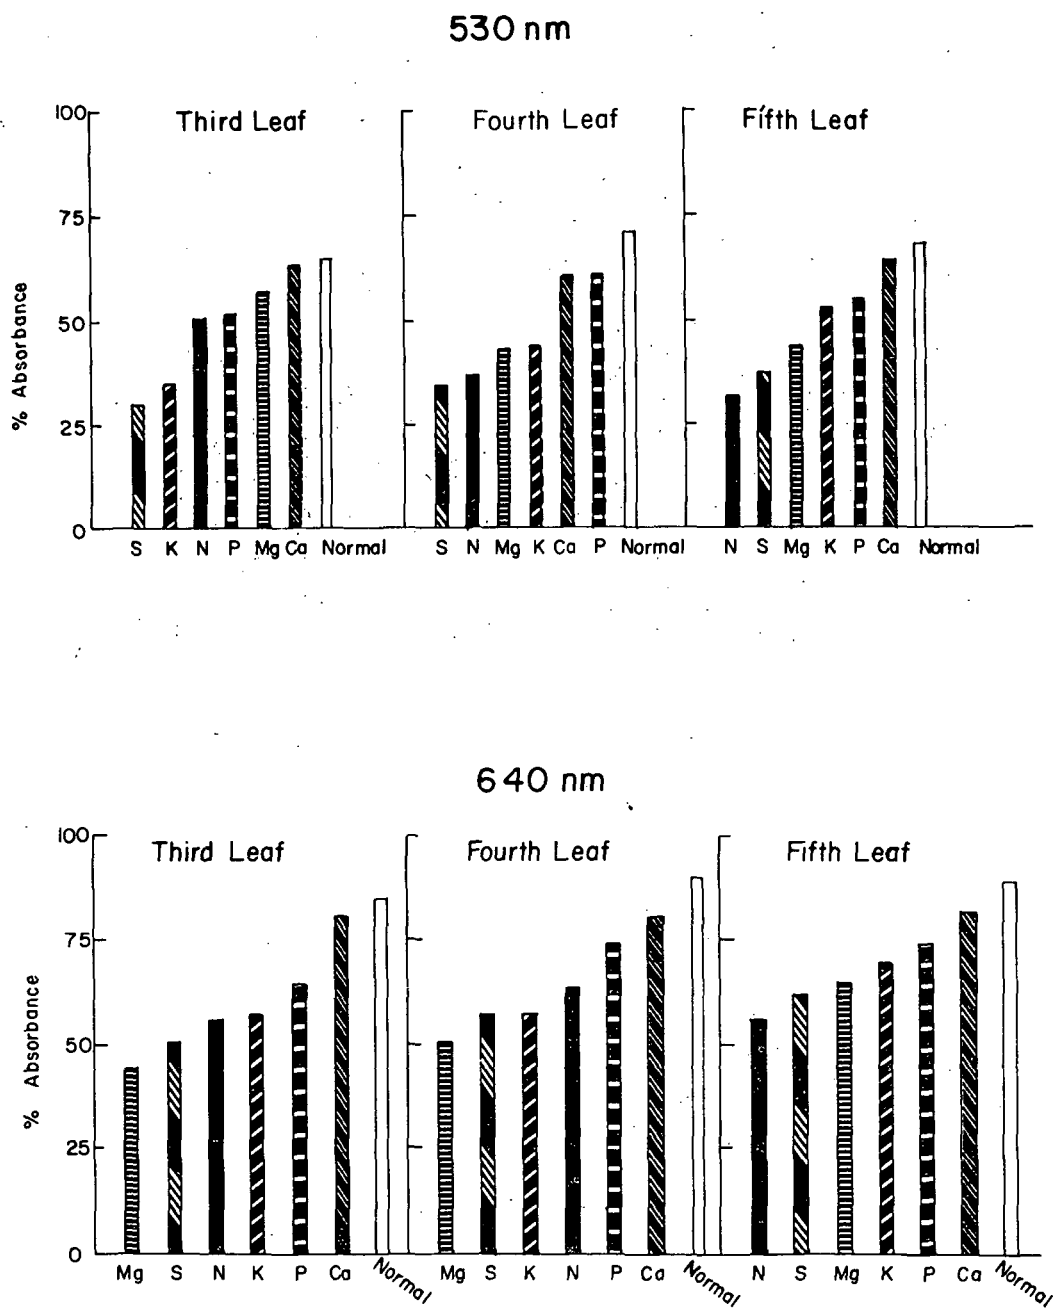 530 nm
Third Leaf Fourth Leaf Fifth Leaf
100
75
50
25
0
% Absorbance
S K N P Mg Ca Normal S N Mg K Ca P Normal N S Mg K P Ca Normal
640 nm
Third Leaf Fourth Leaf Fifth Leaf
100
75
50
25
0
% Absorbance
Mg S N K P Ca Normal Mg S K N P Ca Normal N S Mg K P Ca Normal